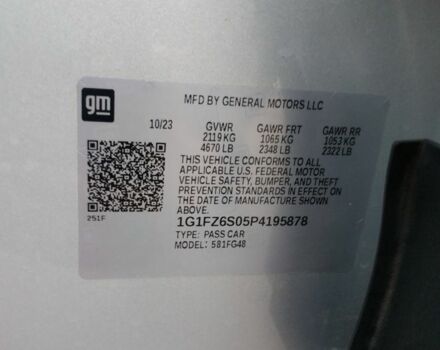 gm
MFD BY GENERAL MOTORS LLC
10/23 GVWR GAWR FRT GAWR RR
2119 KG 1065 KG 1053 KG
4670 LB 2348 LB 2322 LB
THIS VEHICLE CONFORMS TO ALL
APPLICABLE U.S. FEDERAL MOTOR
VEHICLE SAFETY, BUMPER, AND THEFT
PREVENTION STANDARDS IN EFFECT ON
THE DATE OF MANUFACTURE SHOWN
ABOVE.
251F
1G1FZ6S05P4195878
TYPE: PASS CAR
MODEL: 581FG48